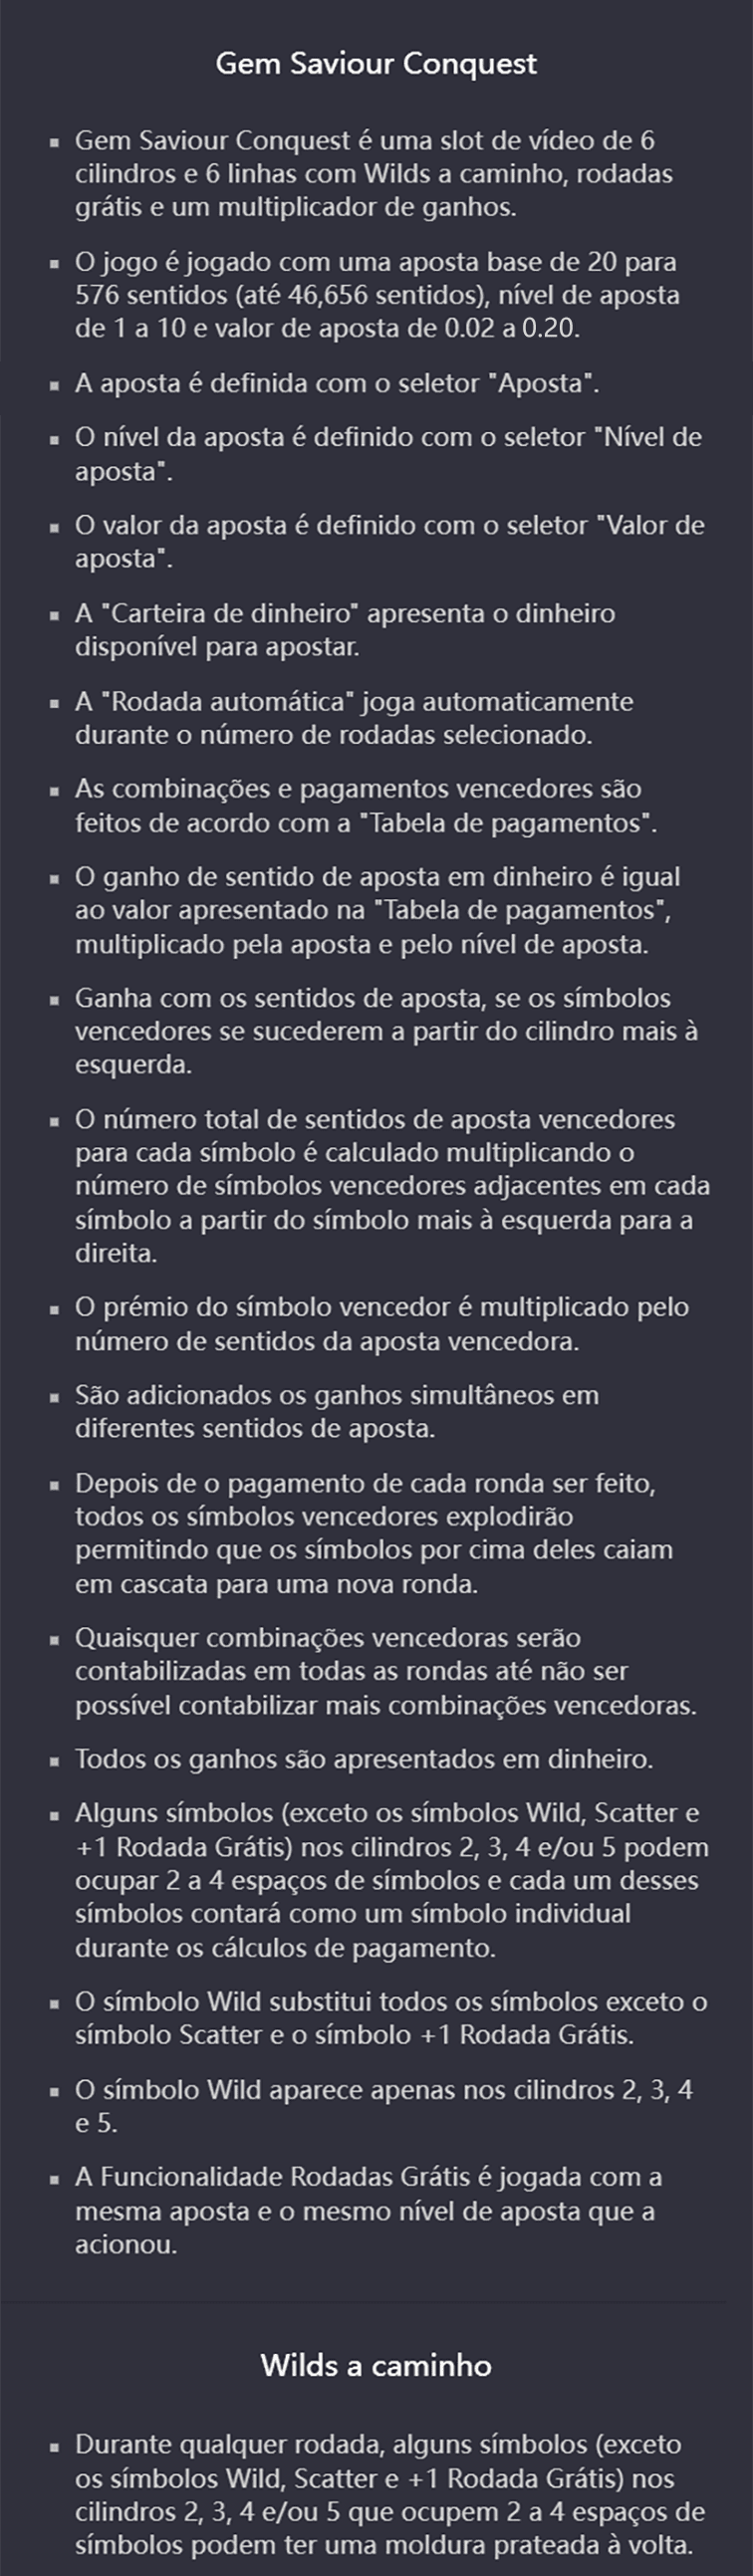 Gem Saviour Conquest
▪ Gem Saviour Conquest é uma slot de vídeo de 6
cilindros e 6 linhas com Wilds a caminho, rodadas
grátis e um multiplicador de ganhos.
▪ O jogo é jogado com uma aposta base de 20 para
576 sentidos (até 46,656 sentidos), nível de aposta
de 1 a 10 e valor de aposta de 0.02 a 0.20.
▪ A aposta é definida com o seletor "Aposta".
▪ O nível da aposta é definido com o seletor "Nível de
aposta".
▪ O valor da aposta é definido com o seletor "Valor de
aposta".
▪ A "Carteira de dinheiro" apresenta o dinheiro
disponível para apostar.
▪ A "Rodada automática" joga automaticamente
durante o número de rodadas selecionado.
▪ As combinações e pagamentos vencedores são
feitos de acordo com a "Tabela de pagamentos".
▪ O ganho de sentido de aposta em dinheiro é igual
ao valor apresentado na "Tabela de pagamentos",
multiplicado pela aposta e pelo nível de aposta.
▪ Ganha com os sentidos de aposta, se os símbolos
vencedores se sucederem a partir do cilindro mais à
esquerda.
▪ O número total de sentidos de aposta vencedores
para cada símbolo é calculado multiplicando o
número de símbolos vencedores adjacentes em cada
símbolo a partir do símbolo mais à esquerda para a
direita.
▪ O prémio do símbolo vencedor é multiplicado pelo
número de sentidos da aposta vencedora.
▪ São adicionados os ganhos simultâneos em
diferentes sentidos de aposta.
▪ Depois de o pagamento de cada ronda ser feito,
todos os símbolos vencedores explodirão
permitindo que os símbolos por cima deles caiam
em cascata para uma nova ronda.
▪ Quaisquer combinações vencedoras serão
contabilizadas em todas as rondas até não ser
possível contabilizar mais combinações vencedoras.
▪ Todos os ganhos são apresentados em dinheiro.
▪ Alguns símbolos (exceto os símbolos Wild, Scatter e
+1 Rodada Grátis) nos cilindros 2, 3, 4 e/ou 5 podem
ocupar 2 a 4 espaços de símbolos e cada um desses
símbolos contará como um símbolo individual
durante os cálculos de pagamento.
▪ O símbolo Wild substitui todos os símbolos exceto o
símbolo Scatter e o símbolo +1 Rodada Grátis.
▪ O símbolo Wild aparece apenas nos cilindros 2, 3, 4
e 5.
▪ A Funcionalidade Rodadas Grátis é jogada com a
mesma aposta e o mesmo nível de aposta que a
acionou.
Wilds a caminho
▪ Durante qualquer rodada, alguns símbolos (exceto
os símbolos Wild, Scatter e +1 Rodada Grátis) nos
cilindros 2, 3, 4 e/ou 5 que ocupem 2 a 4 espaços de
símbolos podem ter uma moldura prateada à volta.